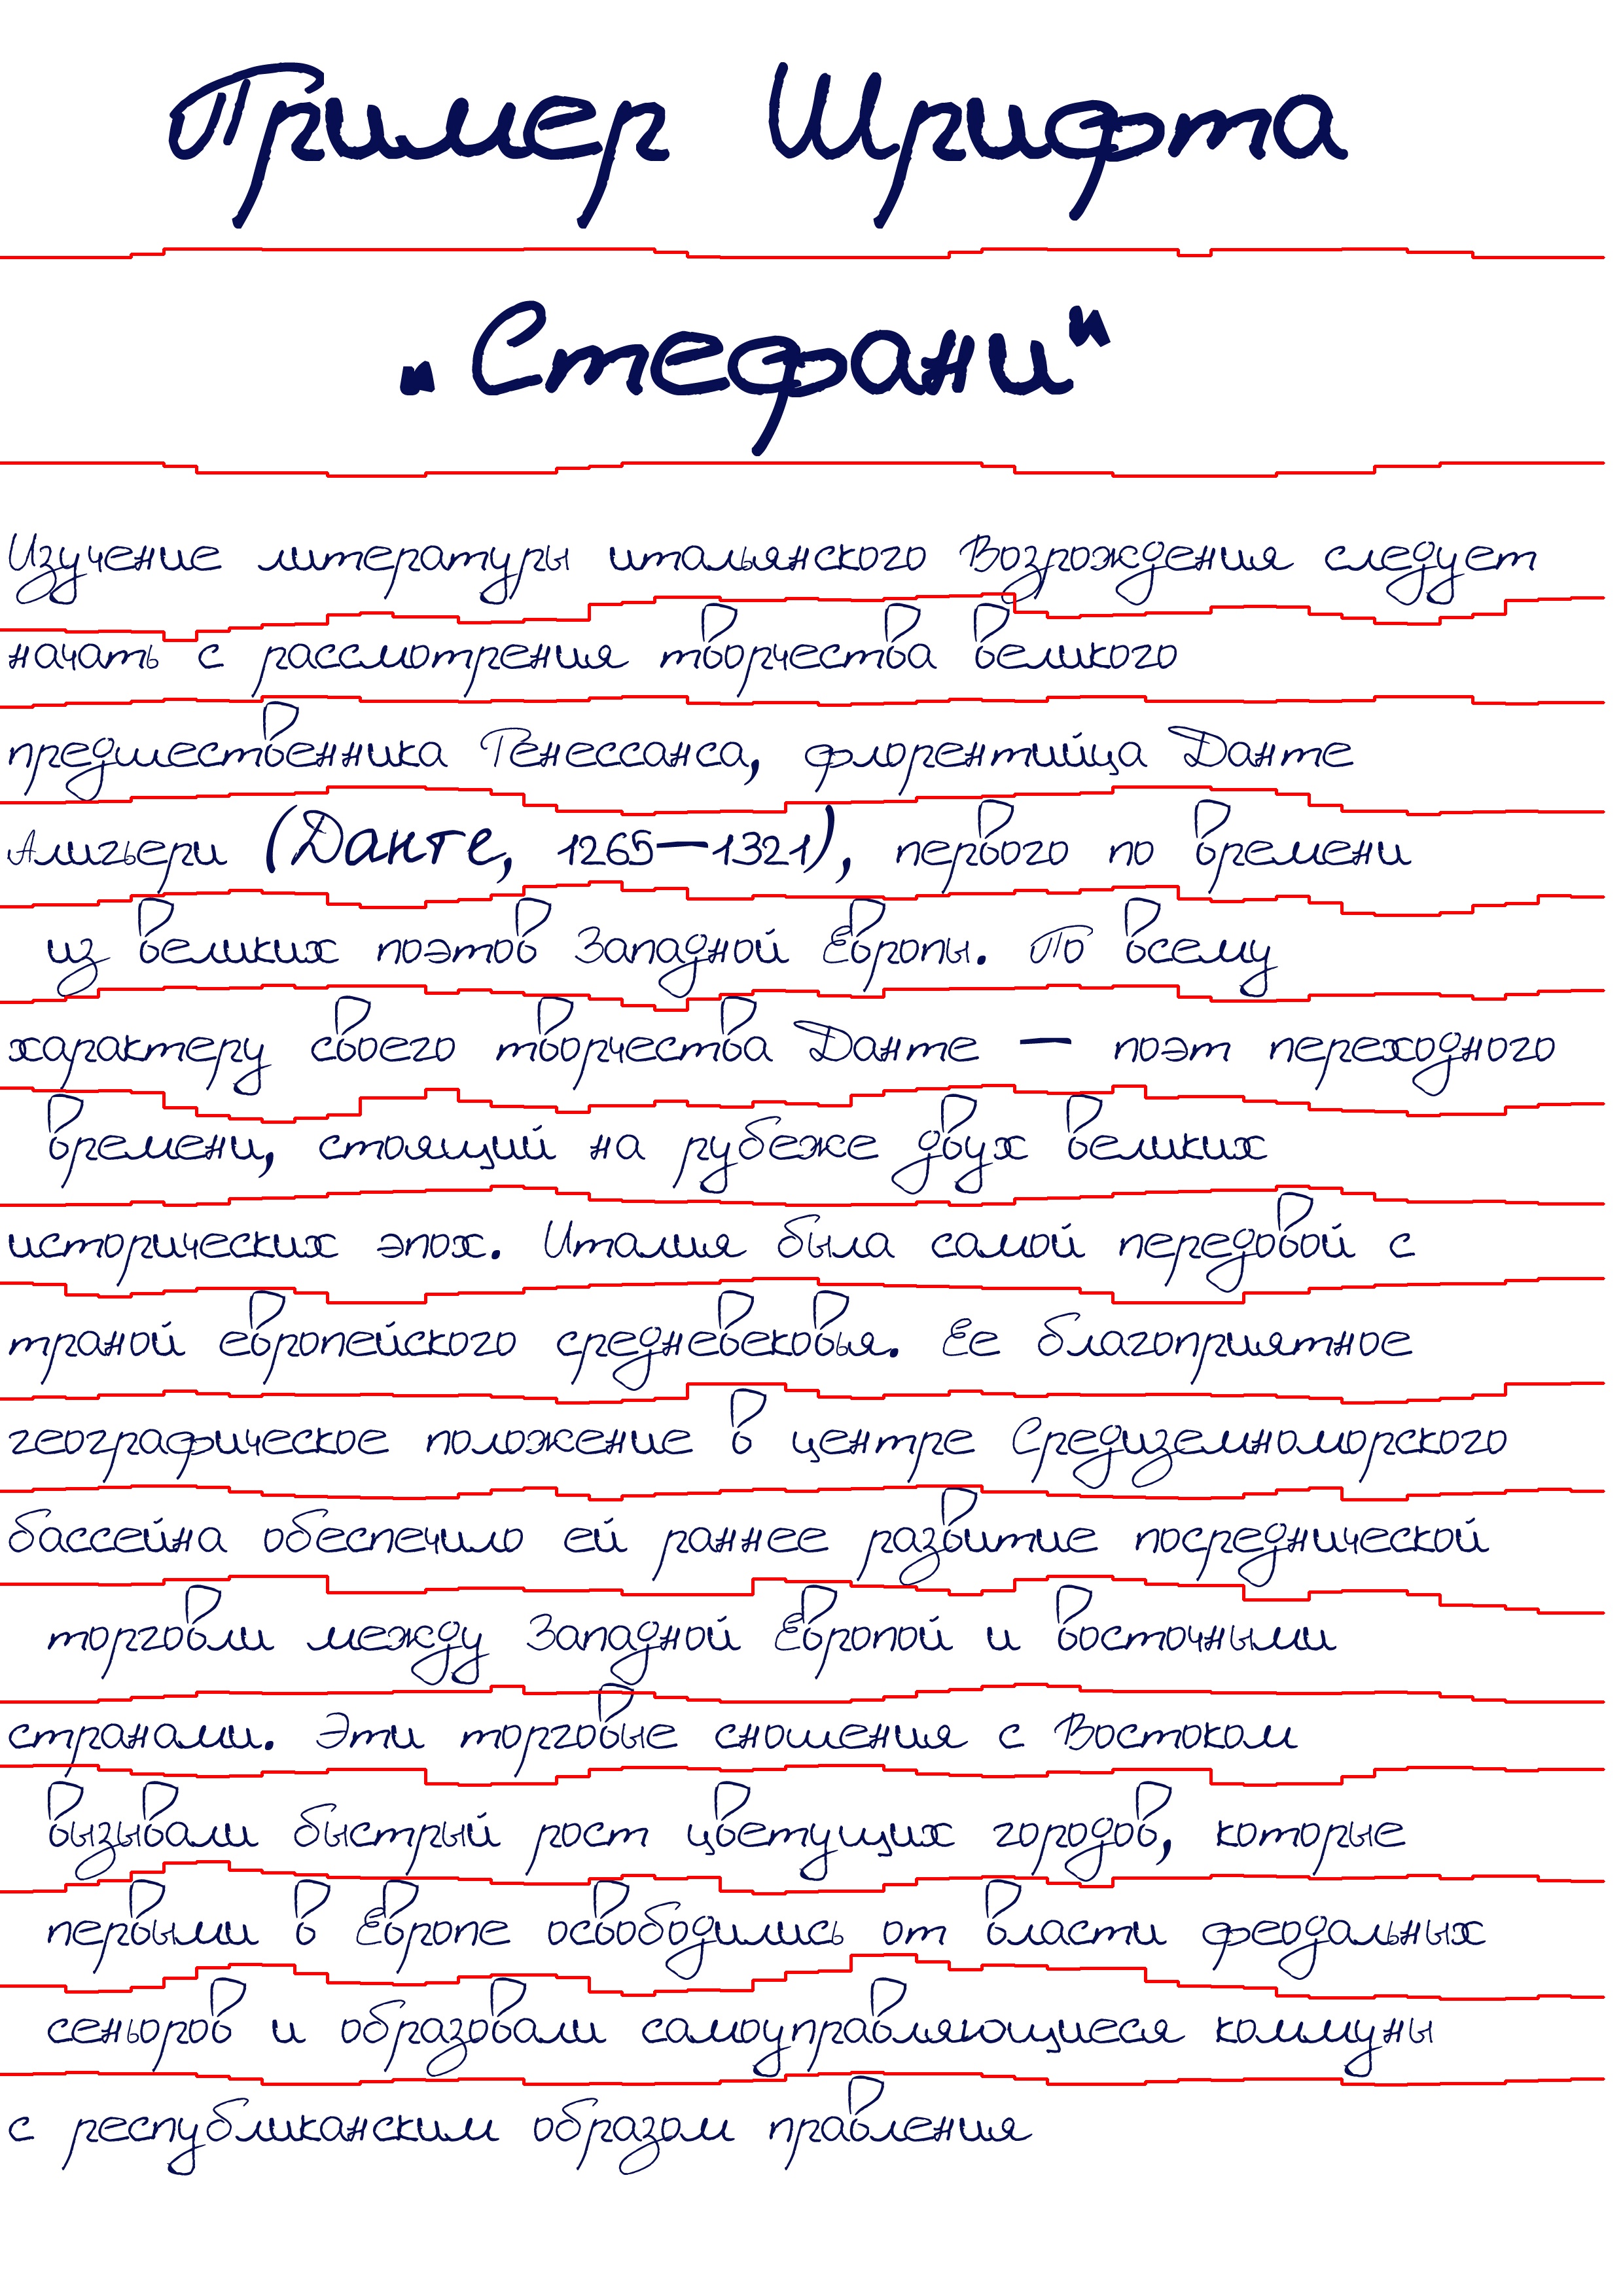 Пример Шрифта
„Стефани“
Изучение литературы итальянского Возрождения следует
начать с рассмотрения творчества великого
предшественника Ренессанса, флорентийца Данте
Алигьери (Данте, 1265—1321), первого по времени
из великих поэтов Западной Европы. По всему
характеру своего творчества Данте — поэт переходного
времени, стоящий на рубеже двух великих
исторических эпох. Италия была самой передовой с
траной европейского средневековья. Ее благоприятное
географическое положение в центре Средиземноморского
бассейна обеспечило ей раннее развитие посреднической
торговли между Западной Европой и восточными
странами. Эти торговые сношения с Востоком
вызывали быстрый рост цветущих городов, которые
первыми в Европе освободились от власти феодальных
сеньоров и образовали самоуправляющиеся коммуны
с республиканским образом правления